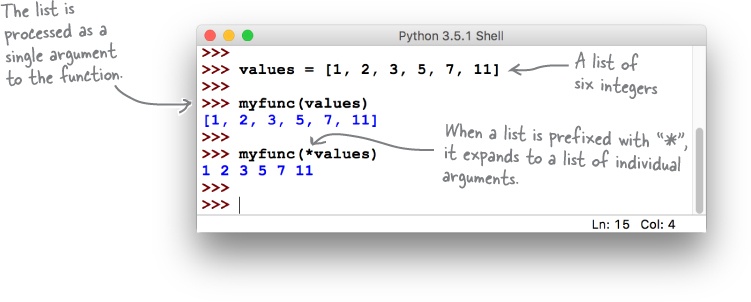 The list is
processed as a
single argument
to the function.
Python 3.5.1 Shell
>>>
>>> values = [1, 2, 3, 5, 7, 11]
A list of
six integers
>>>
>>> myfunc(values)
[1, 2, 3, 5, 7, 11]
>>>
>>> myfunc(*values)
1 2 3 5 7 11
When a list is prefixed with “*”,
it expands to a list of individual
arguments.
>>>
>>>
Ln: 15 Col: 4